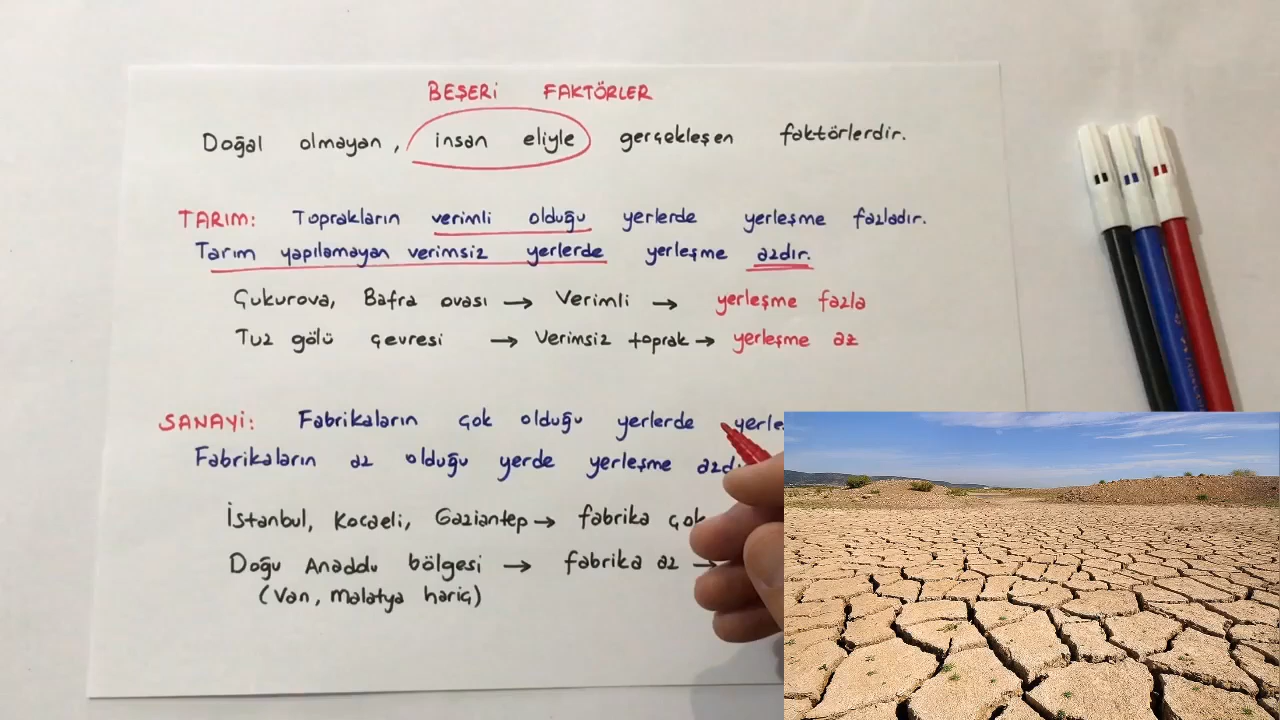 BEŞERİ FAKTÖRLER
Doğal olmayan, insan eliyle gerçekleşen faktörlerdir.
TARIM: Toprakların verimli olduğu yerlerde yerleşme fazladır.
Tarım yapılamayan verimsiz yerlerde yerleşme azdır.
Çukurova, Bafra ovası → Verimli → yerleşme fazla
Tuz gölü çevresi → Verimsiz toprak → yerleşme az
SANAYİ: Fabrikaların çok olduğu yerlerde
Fabrikaların az olduğu yerde yerleşme
İstanbul, Kocaeli, Gaziantep → fabrika çok
Doğu Anadolu bölgesi → fabrika az →
(Van, Malatya hariç)